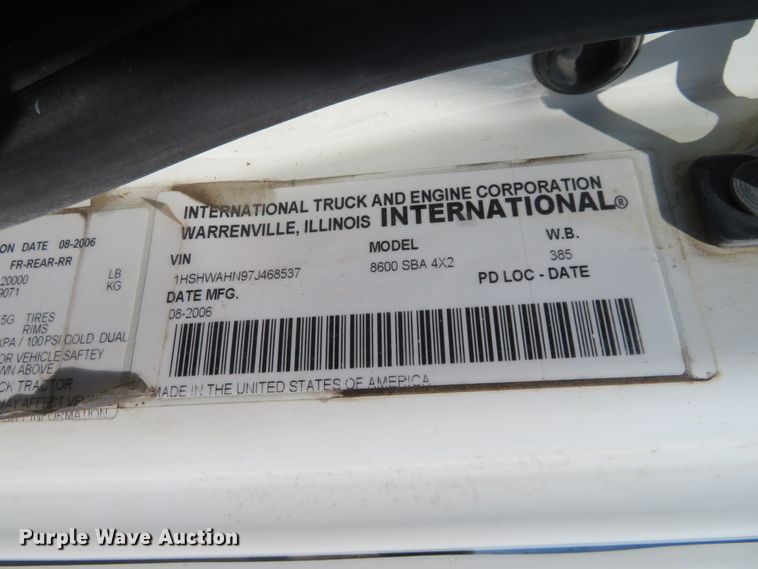 INTERNATIONAL TRUCK AND ENGINE CORPORATION
WARRENVILLE, ILLINOIS INTERNATIONAL®
VIN MODEL W.B.
1HSHWAHN97J468537 8600 SBA 4X2 385
DATE MFG. PD LOC - DATE
08-2006
MADE IN THE UNITED STATES OF AMERICA
ON DATE 08-2006
FR-REAR-RR
20000 LB
9071 KG
5G TIRES
RIMS
KPA / 100 PSI COLD DUAL
OR VEHICLE SAFTEY
WN ABOVE
CK TRACTOR
MAY AFFECT
INFORMATION
Purple Wave Auction